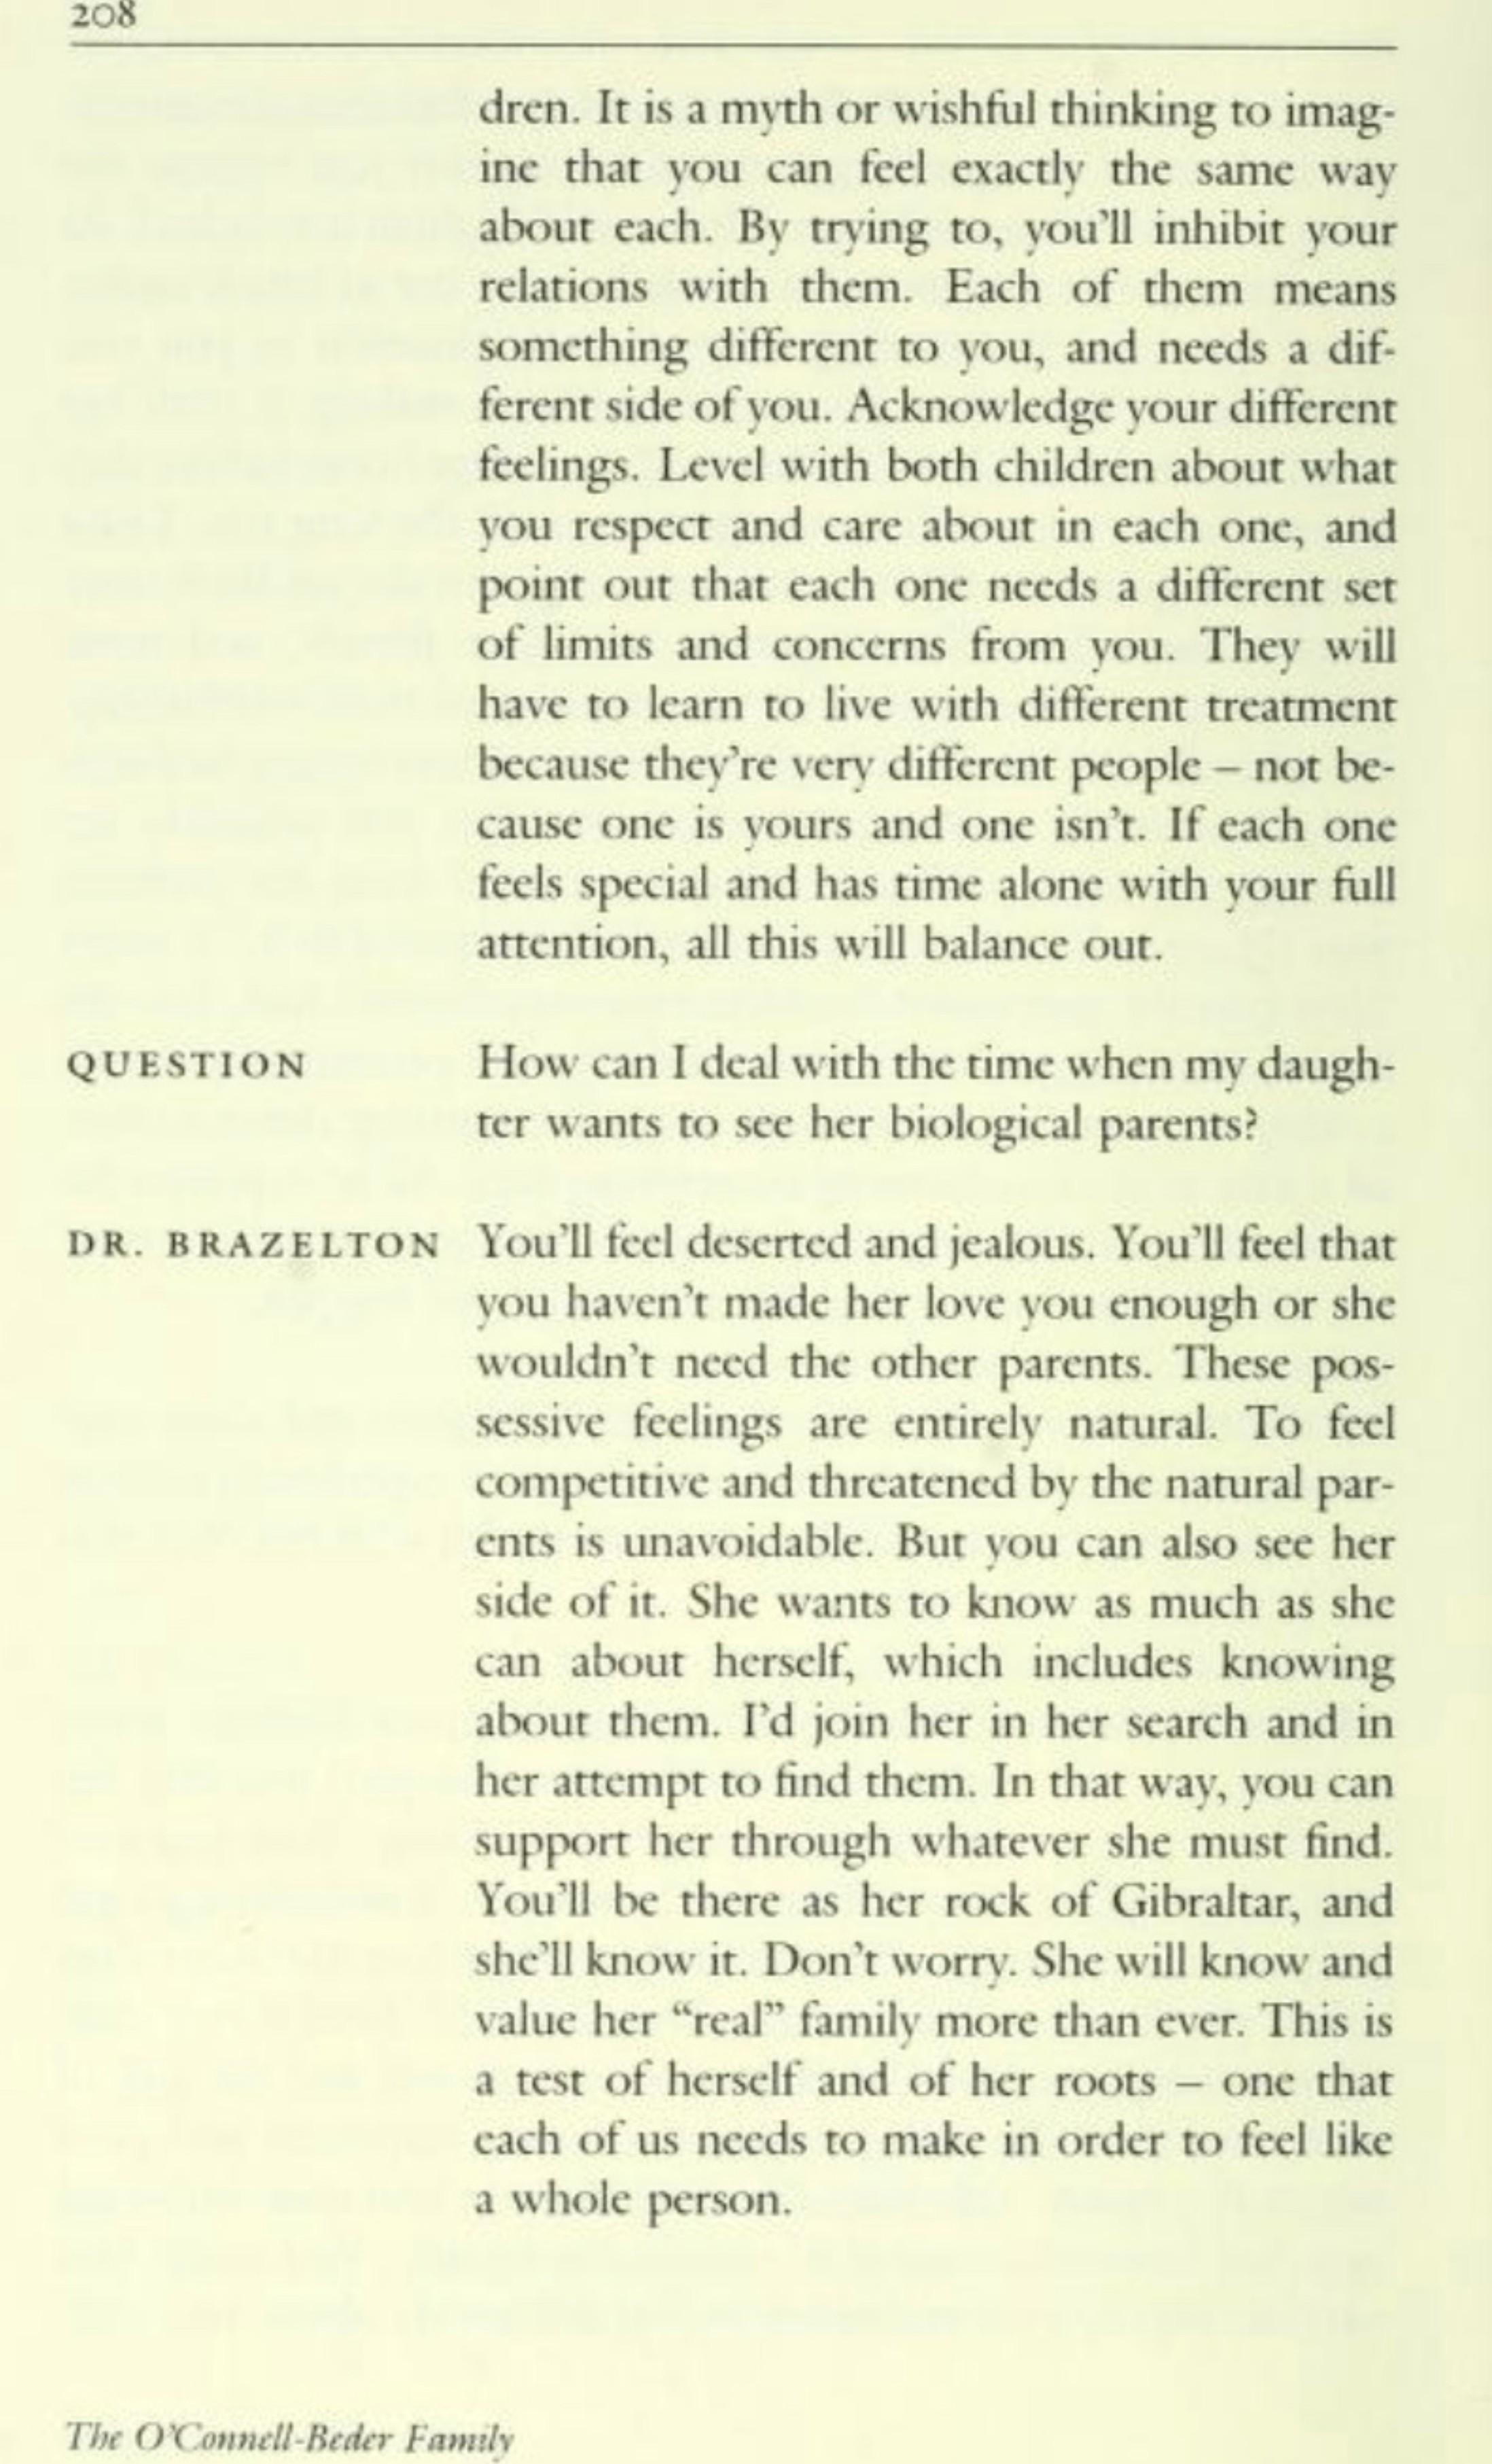 208
dren. It is a myth or wishful thinking to imag-
ine that you can feel exactly the same way
about each. By trying to, you'll inhibit your
relations with them. Each of them means
something different to you, and needs a dif-
ferent side of you. Acknowledge your different
feelings. Level with both children about what
you respect and care about in each one, and
point out that each one needs a different set
of limits and concerns from you. They will
have to learn to live with different treatment
because they're very different people – not be-
cause one is yours and one isn't. If each one
feels special and has time alone with your full
attention, all this will balance out.
QUESTION How can I deal with the time when my daugh-
ter wants to see her biological parents?
DR. BRAZELTON You'll feel deserted and jealous. You'll feel that
you haven't made her love you enough or she
wouldn't need the other parents. These pos-
sessive feelings are entirely natural. To feel
competitive and threatened by the natural par-
ents is unavoidable. But you can also see her
side of it. She wants to know as much as she
can about herself, which includes knowing
about them. I'd join her in her search and in
her attempt to find them. In that way, you can
support her through whatever she must find.
You'll be there as her rock of Gibraltar, and
she'll know it. Don't worry. She will know and
value her “real” family more than ever. This is
a test of herself and of her roots – one that
each of us needs to make in order to feel like
a whole person.
The O'Connell-Beder Family